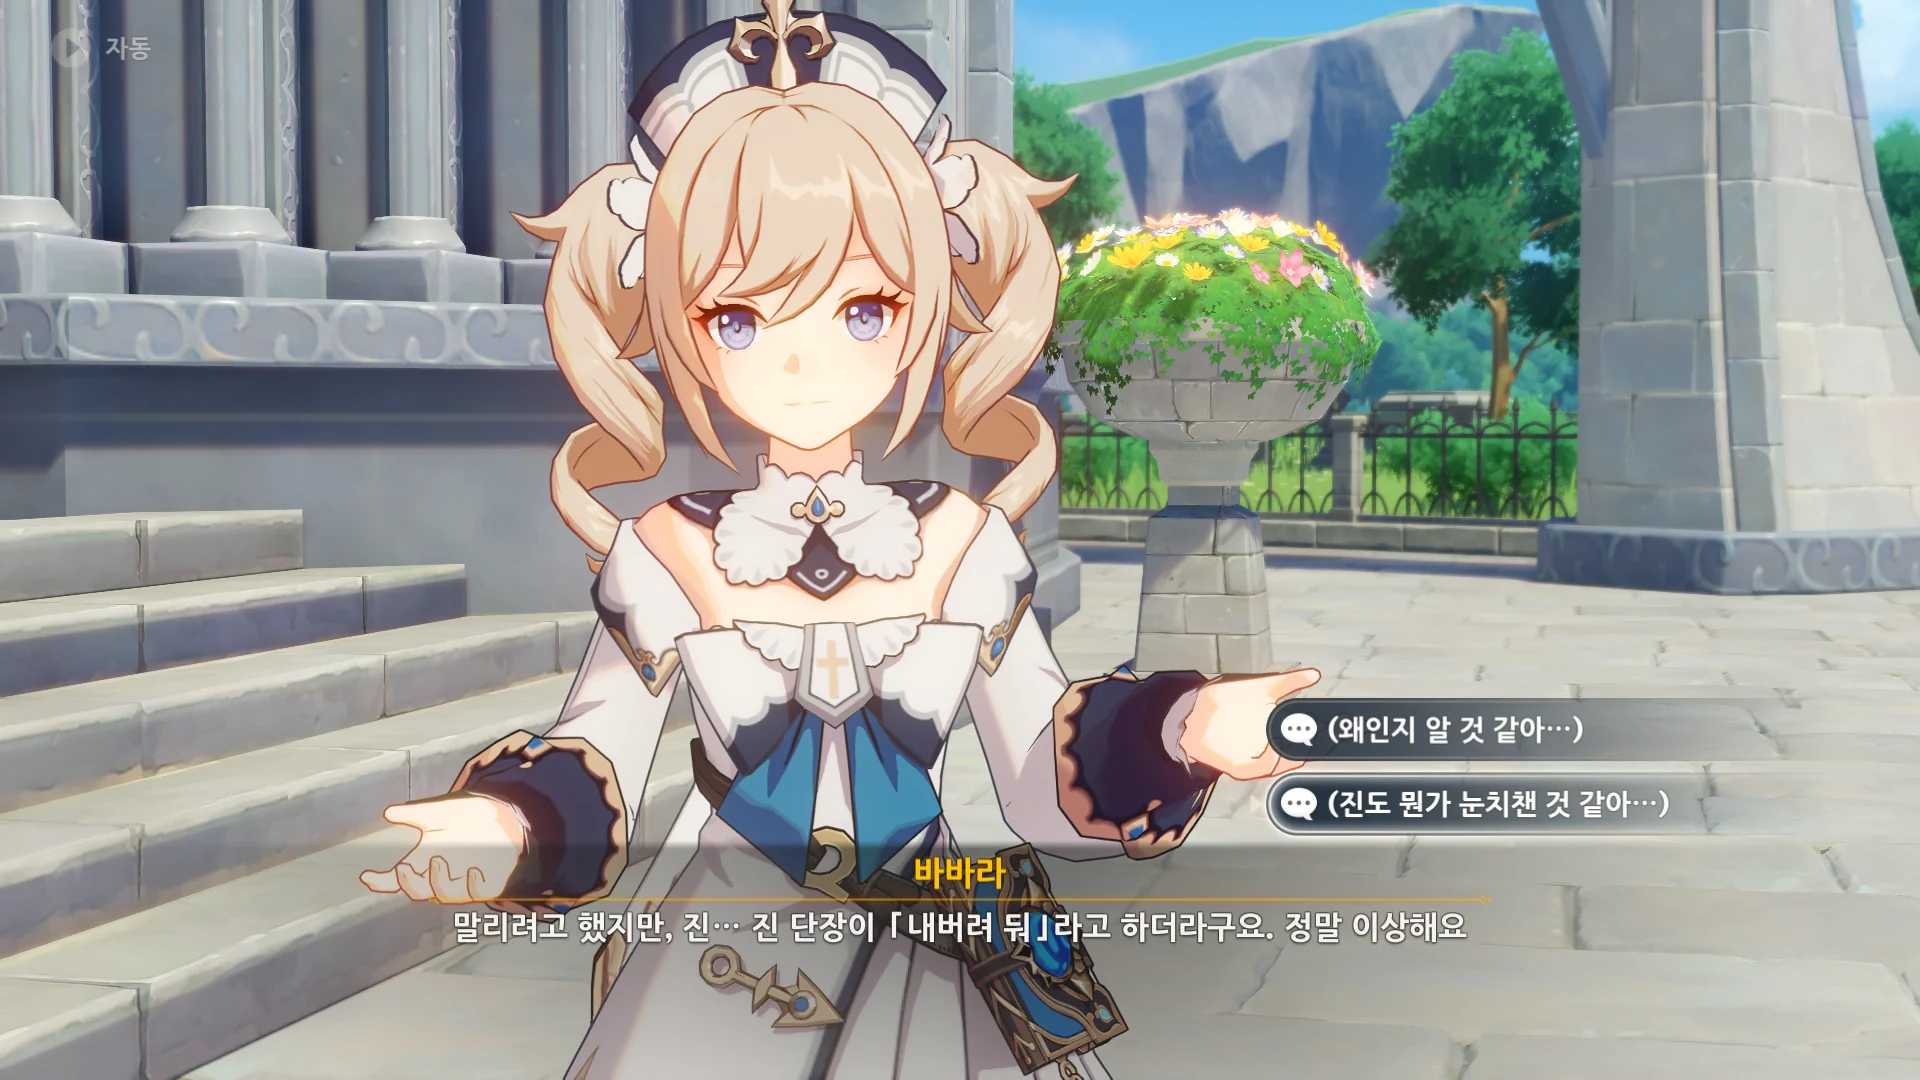 자동
(왜인지 알 것 같아…)
(진도 뭔가 눈치챈 것 같아…)
바바라
말리려고 했지만, 진… 진 단장이 「내버려 둬」라고 하더라구요. 정말 이상해요